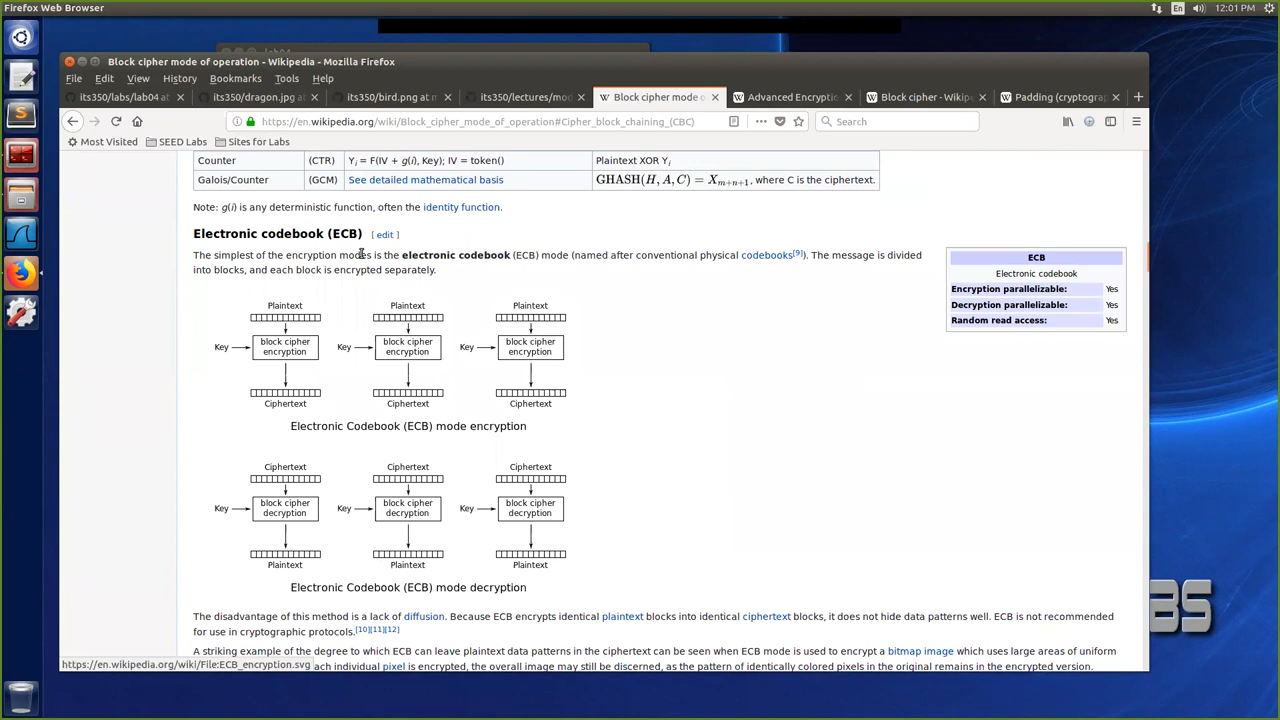 Firefox Web Browser
En
12:01 PM
Block cipher mode of operation - Wikipedia - Mozilla Firefox
File Edit View History Bookmarks Tools Help
its350/labs/lab04 at its350/dragon.jpg at its350/bird.png at m its350/lectures/mod Block cipher mode o Advanced Encrypti Block cipher - Wikipe Padding (cryptogra
https://en.wikipedia.org/wiki/Block_cipher_mode_of_operation#Cipher_block_chaining_(CBC)
Search
Most Visited SEED Labs Sites for Labs
Counter (CTR) Yi = F(IV + g(i), Key); IV = token() Plaintext XOR Yi
Galois/Counter (GCM) See detailed mathematical basis GHASH(H, A, C) = Xm+n+1, where C is the ciphertext.
Note: g(i) is any deterministic function, often the identity function.
Electronic codebook (ECB) [ edit ]
The simplest of the encryption modes is the electronic codebook (ECB) mode (named after conventional physical codebooks[9]). The message is divided
into blocks, and each block is encrypted separately.
ECB
Electronic codebook
Encryption parallelizable: Yes
Decryption parallelizable: Yes
Random read access: Yes
Plaintext Plaintext Plaintext
Key block cipher encryption Key block cipher encryption Key block cipher encryption
Ciphertext Ciphertext Ciphertext
Electronic Codebook (ECB) mode encryption
Ciphertext Ciphertext Ciphertext
Key block cipher decryption Key block cipher decryption Key block cipher decryption
Plaintext Plaintext Plaintext
Electronic Codebook (ECB) mode decryption
The disadvantage of this method is a lack of diffusion. Because ECB encrypts identical plaintext blocks into identical ciphertext blocks, it does not hide data patterns well. ECB is not recommended
for use in cryptographic protocols.[10][11][12]
A striking example of the degree to which ECB can leave plaintext data patterns in the ciphertext can be seen when ECB mode is used to encrypt a bitmap image which uses large areas of uniform
each individual pixel is encrypted, the overall image may still be discerned, as the pattern of identically colored pixels in the original remains in the encrypted version.
https://en.wikipedia.org/wiki/File:ECB_encryption.svg